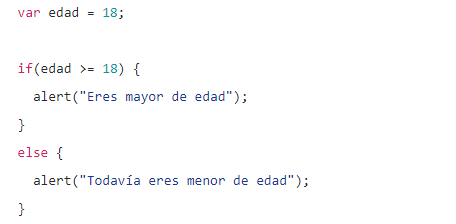 var edad = 18;
if(edad >= 18) {
alert("Eres mayor de edad");
}
else {
alert("Todavía eres menor de edad");
}